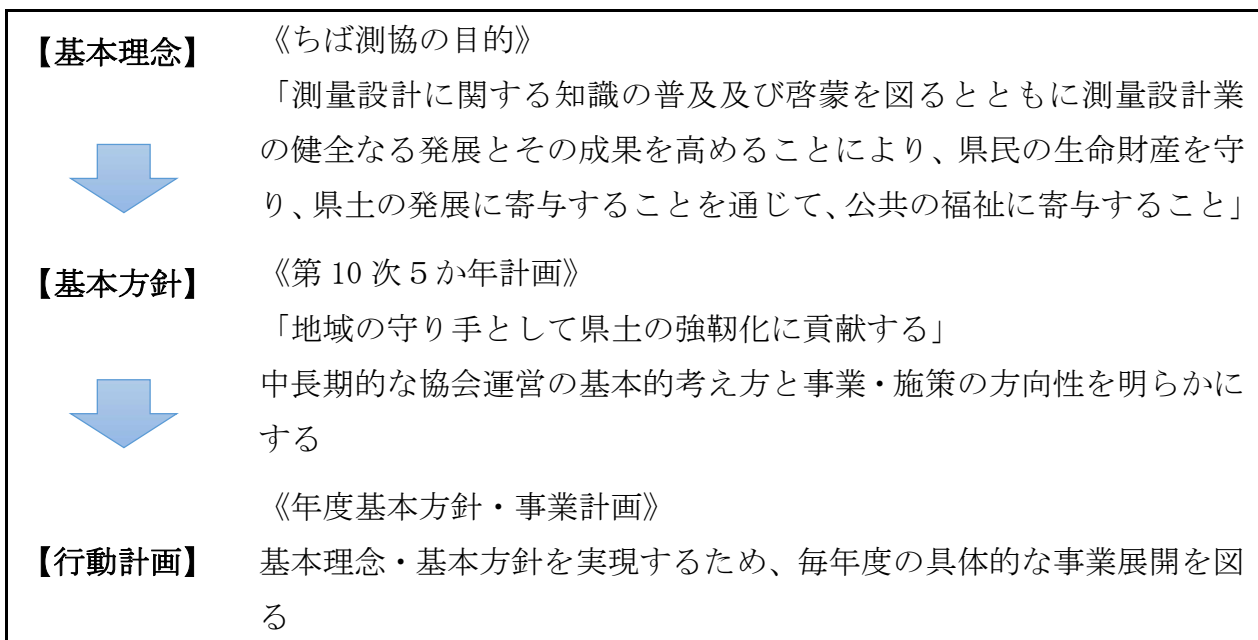 【基本理念】
《ちば測協の目的》
「測量設計に関する知識の普及及び啓蒙を図るとともに測量設計業
の健全なる発展とその成果を高めることにより、県民の生命財産を守
り、県土の発展に寄与することを通じて、公共の福祉に寄与すること」
【基本方針】
《第 10 次５か年計画》
「地域の守り手として県土の強靭化に貢献する」
中長期的な協会運営の基本的考え方と事業・施策の方向性を明らかに
する
《年度基本方針・事業計画》
【行動計画】
基本理念・基本方針を実現するため、毎年度の具体的な事業展開を図
る